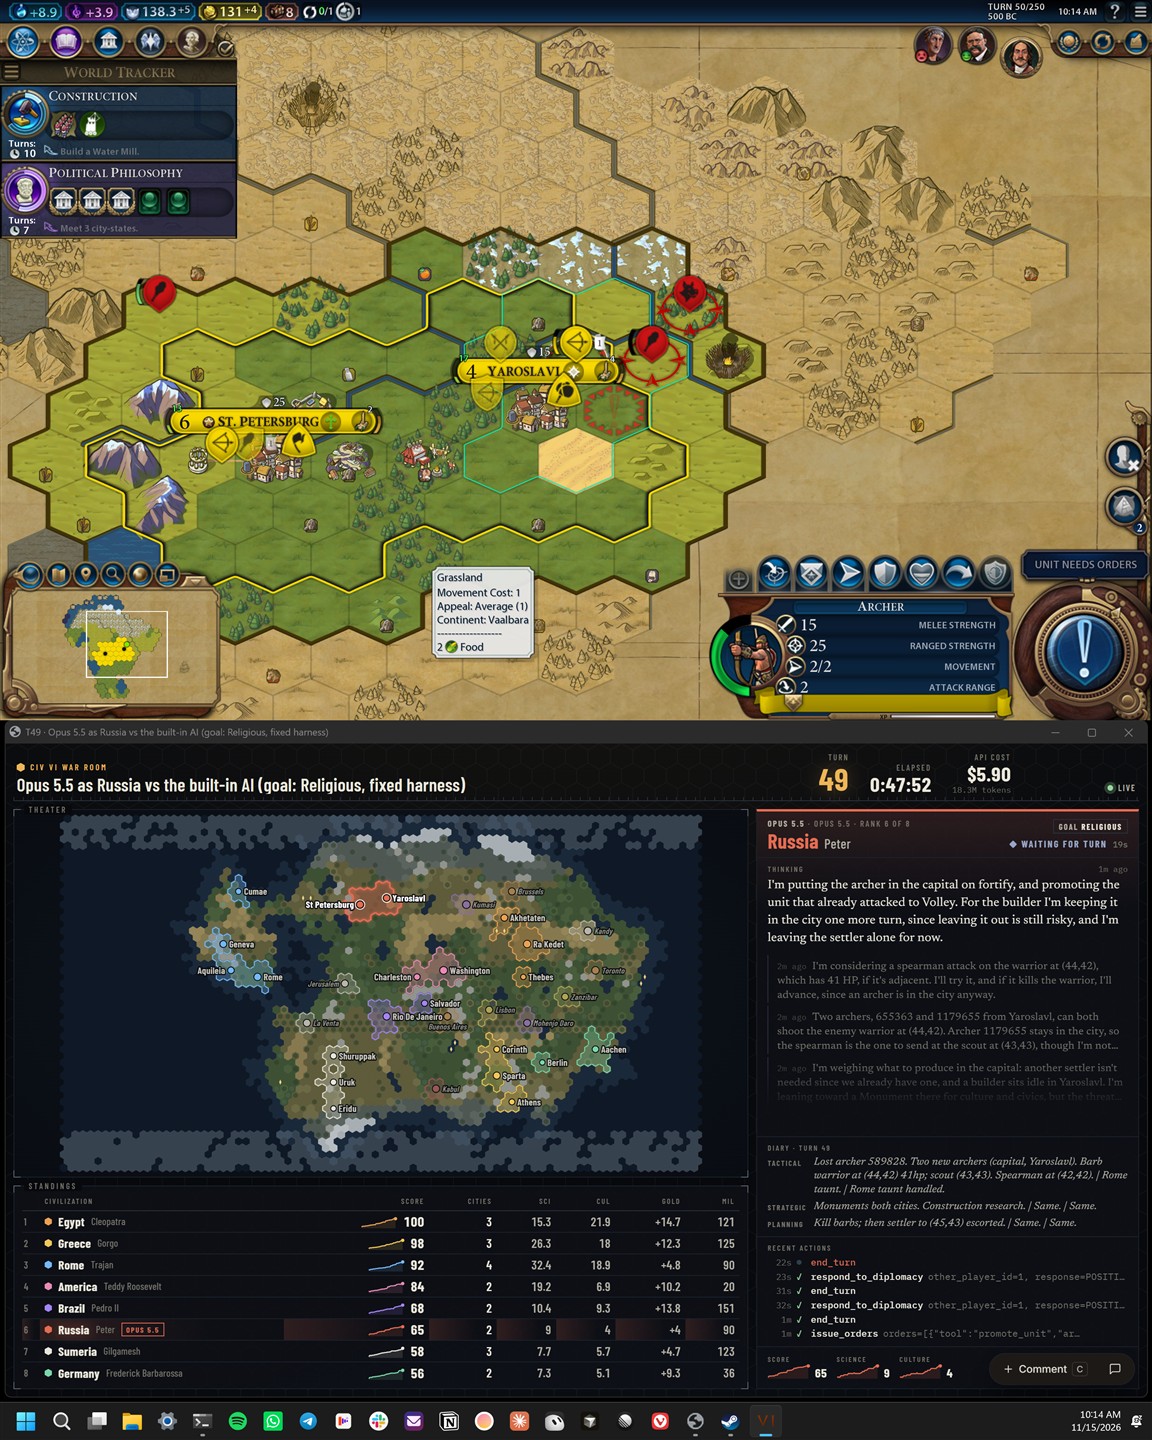 +8.9
+3.9
138.3+5
131+4
8
0/1
1
TURN 50/250
500 BC
10:14 AM
?
WORLD TRACKER
CONSTRUCTION
Turns:
10
Build a Water Mill.
POLITICAL PHILOSOPHY
Turns:
7
Meet 3 city-states.
15
4 YAROSLAVL
25
6 ST. PETERSBURG
2
Grassland
Movement Cost: 1
Appeal: Average (1)
Continent: Vaalbara
------------------
2 Food
2
UNIT NEEDS ORDERS
ARCHER
15 MELEE STRENGTH
25 RANGED STRENGTH
2/2 MOVEMENT
2 ATTACK RANGE
XP
T49 · Opus 5.5 as Russia vs the built-in AI (goal: Religious, fixed harness)
CIV VI WAR ROOM
Opus 5.5 as Russia vs the built-in AI (goal: Religious, fixed harness)
TURN
49
ELAPSED
0:47:52
API COST
$5.90
18.3M tokens
LIVE
THEATER
Cumae
Geneva
Aquileia
Rome
St Petersburg
Yaroslavl
Brussels
Kumasi
Akhetaten
Kandy
Ra Kedet
Charleston
Washington
Thebes
Toronto
Jerusalem
Salvador
Zanzibar
La Venta
Rio De Janeiro
Lisbon
Buenos Aires
Mohenjo Daro
Shuruppak
Corinth
Aachen
Berlin
Uruk
Kabul
Sparta
Eridu
Athens
OPUS 5.5 · OPUS 5.5 · RANK 6 OF 8
GOAL RELIGIOUS
Russia Peter
WAITING FOR TURN 19s
THINKING
1m ago
I'm putting the archer in the capital on fortify, and promoting the
unit that already attacked to Volley. For the builder I'm keeping it
in the city one more turn, since leaving it out is still risky, and I'm
leaving the settler alone for now.
2m ago I'm considering a spearman attack on the warrior at (44,42),
which has 41 HP, if it's adjacent. I'll try it, and if it kills the warrior, I'll
advance, since an archer is in the city anyway.
2m ago Two archers, 655363 and 1179655 from Yaroslavl, can both
shoot the enemy warrior at (44,42). Archer 1179655 stays in the city, so
the spearman is the one to send at the scout at (43,43), though I'm not...
2m ago I'm weighing what to produce in the capital: another settler isn't
needed since we already have one, and a builder sits idle in Yaroslavl. I'm
leaning toward a Monument there for culture and civics, but the threat...
DIARY · TURN 49
TACTICAL Lost archer 589828. Two new archers (capital, Yaroslavl). Barb
warrior at (44,42) 41hp; scout (43,43). Spearman at (42,42). | Rome
taunt. | Rome taunt handled.
STRATEGIC Monuments both cities. Construction research. | Same. | Same.
PLANNING Kill barbs; then settler to (45,43) escorted. | Same. | Same.
RECENT ACTIONS
22s end_turn
23s ✓ respond_to_diplomacy other_player_id=1, response=POSITI...
31s ✓ end_turn
32s ✓ respond_to_diplomacy other_player_id=1, response=POSITI...
1m ✓ end_turn
1m ✓ issue_orders orders=[{"tool":"promote_unit","ar...
SCORE 65
SCIENCE 9
CULTURE 4
+ Comment C
STANDINGS
CIVILIZATION SCORE CITIES SCI CUL GOLD MIL
1 Egypt Cleopatra 100 3 15.3 21.9 +14.7 121
2 Greece Gorgo 98 3 26.3 18 +12.3 125
3 Rome Trajan 92 4 32.4 18.9 +4.8 90
4 America Teddy Roosevelt 84 2 19.2 6.9 +10.2 20
5 Brazil Pedro II 68 2 10.4 9.3 +13.8 151
6 Russia Peter OPUS 5.5 65 2 9 4 +4 90
7 Sumeria Gilgamesh 58 3 7.7 5.7 +4.7 123
8 Germany Frederick Barbarossa 56 2 7.3 5.1 +9.3 36
10:14 AM
11/15/2026